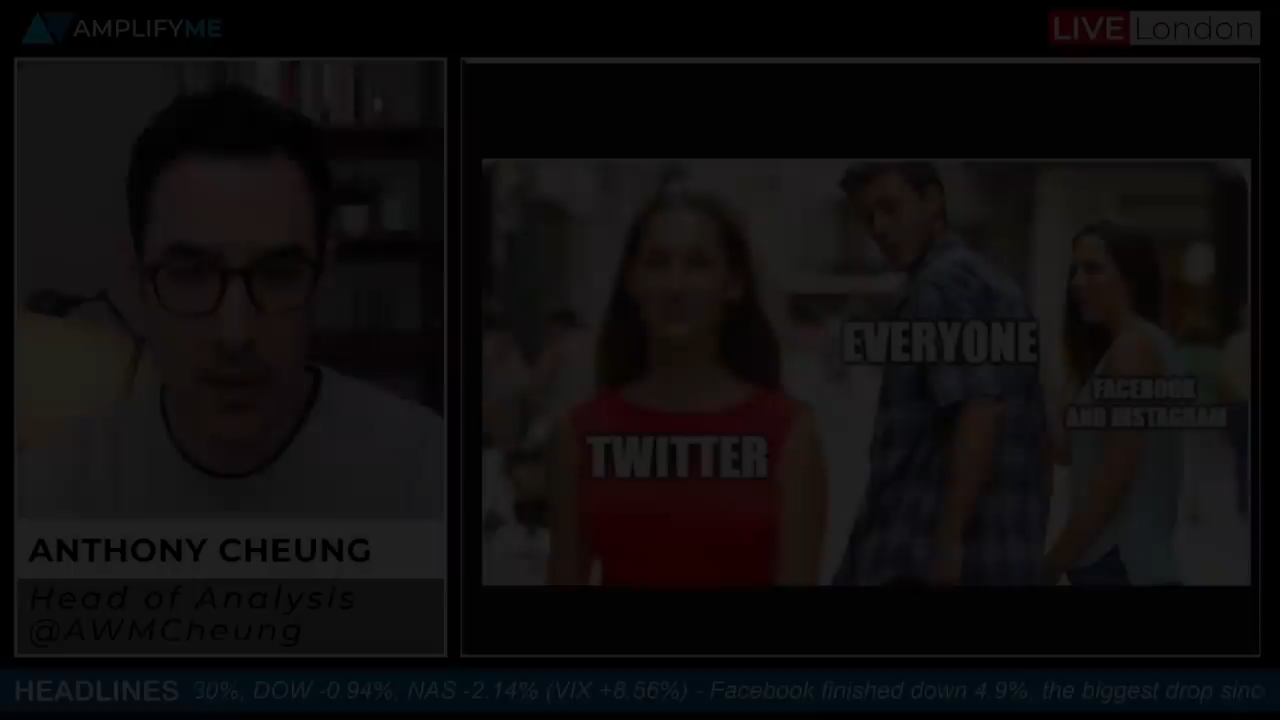 AMPLIFYME
LIVE London
TWITTER
EVERYONE
FACEBOOK
AND INSTAGRAM
ANTHONY CHEUNG
Head of Analysis
@AWMCheung
HEADLINES 30%, DOW -0.94%, NAS -2.14% (VIX +8.56%) - Facebook finished down 4.9%, the biggest drop sinc